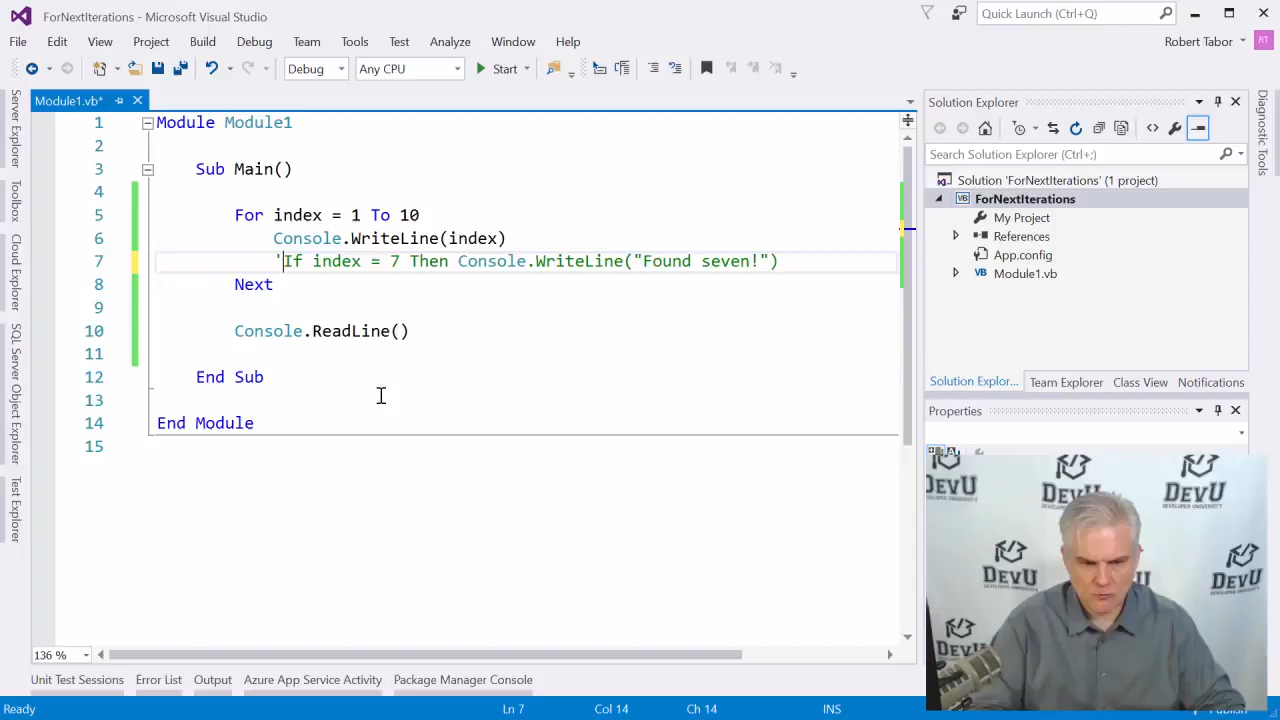 ForNextIterations - Microsoft Visual Studio
Quick Launch (Ctrl+Q)
File Edit View Project Build Debug Team Tools Test Analyze Window Help
Robert Tabor RT
Debug Any CPU Start
Module1.vb*
1 Module Module1
2
3 Sub Main()
4
5 For index = 1 To 10
6 Console.WriteLine(index)
7 'If index = 7 Then Console.WriteLine("Found seven!")
8 Next
9
10 Console.ReadLine()
11
12 End Sub
13
14 End Module
15
136 %
Server Explorer
Toolbox
Cloud Explorer
SQL Server Object Explorer
Test Explorer
Solution Explorer
Search Solution Explorer (Ctrl+;)
Solution 'ForNextIterations' (1 project)
ForNextIterations
My Project
References
App.config
Module1.vb
Solution Explor... Team Explorer Class View Notifications
Properties
Diagnostic Tools
DEVU DEVU DEVU
DEVELOPER UNIVERSITY
DEVU DEVU
DEVU
Unit Test Sessions Error List Output Azure App Service Activity Package Manager Console
Ready Ln 7 Col 14 Ch 14 INS Publish